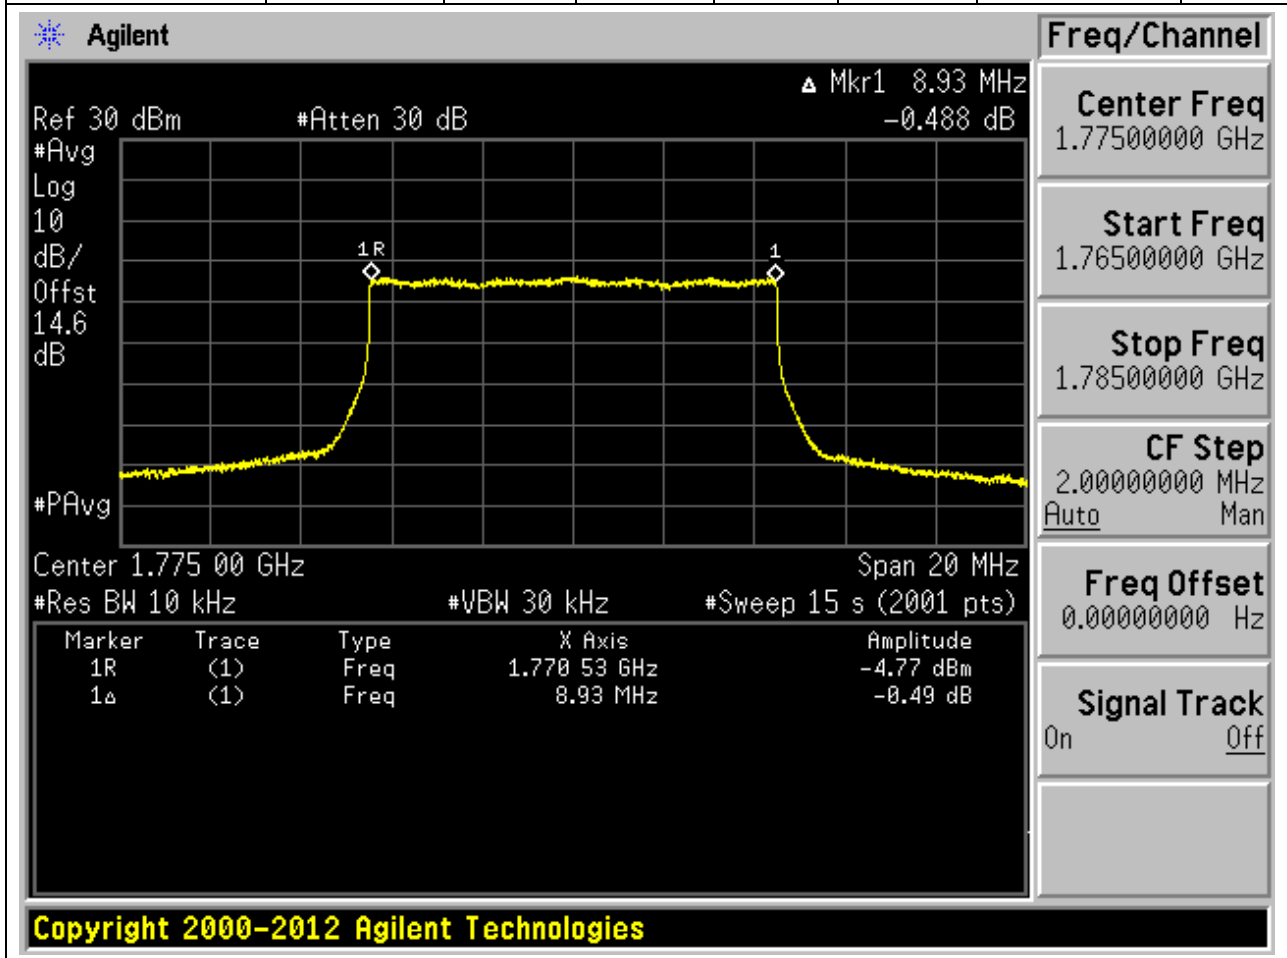 Agilent
Freq/Channel
Δ Mkr1 8.93 MHz
Ref 30 dBm #Atten 30 dB -0.488 dB
#Avg
Log
10
dB/
Offst
14.6
dB
#PAvg
1R
1
Center 1.775 00 GHz Span 20 MHz
#Res BW 10 kHz #VBW 30 kHz #Sweep 15 s (2001 pts)
Marker Trace Type X Axis Amplitude
1R (1) Freq 1.770 53 GHz -4.77 dBm
1Δ (1) Freq 8.93 MHz -0.49 dB
Center Freq
1.77500000 GHz
Start Freq
1.76500000 GHz
Stop Freq
1.78500000 GHz
CF Step
2.00000000 MHz
Auto Man
Freq Offset
0.00000000 Hz
Signal Track
On Off
Copyright 2000-2012 Agilent Technologies